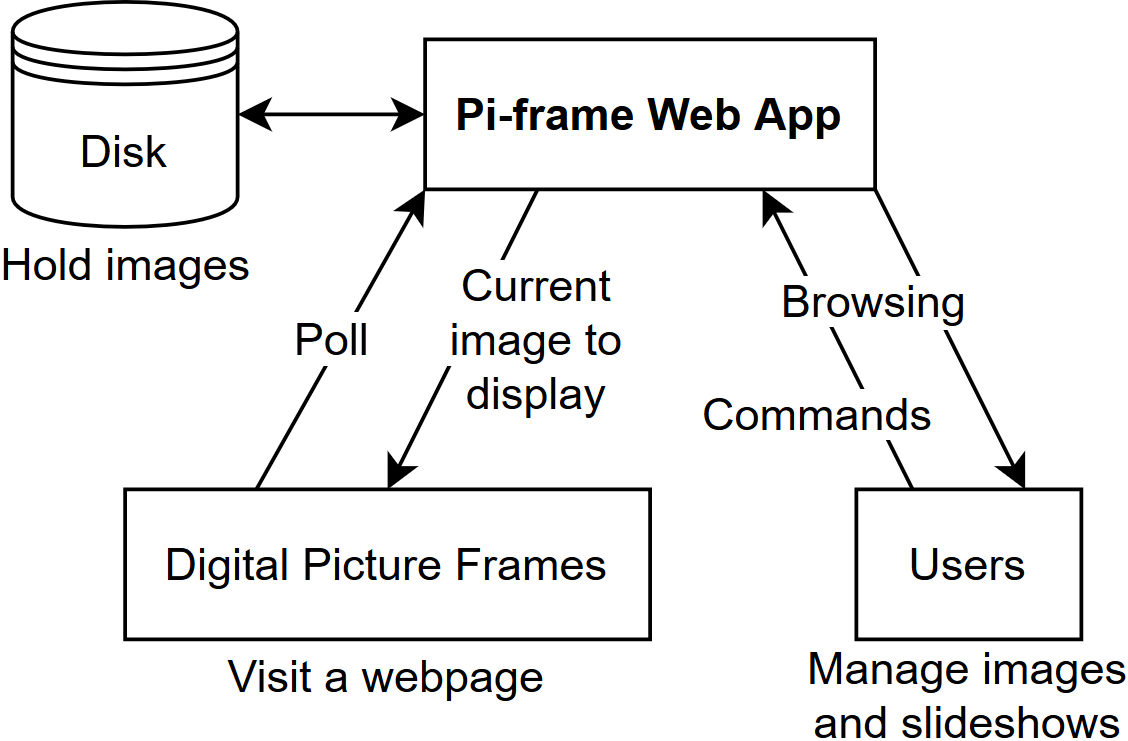 Pi-frame Web App
Disk
Hold images
Poll
Current
image to
display
Browsing
Commands
Digital Picture Frames
Visit a webpage
Users
Manage images
and slideshows